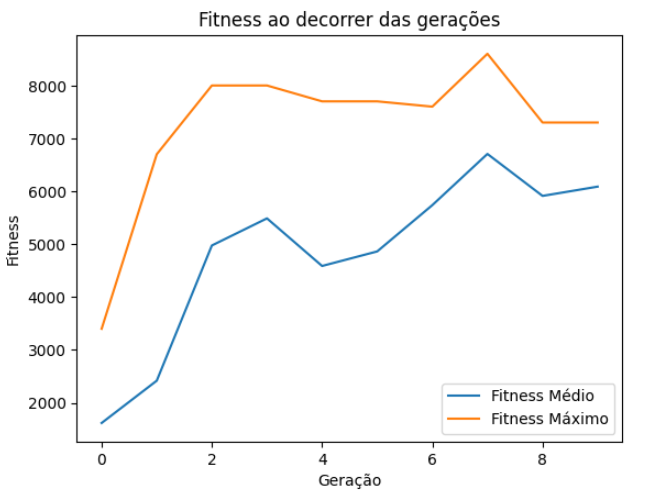 Fitness ao decorrer das gerações
8000
7000
6000
5000
4000
3000
2000
Fitness
Fitness Médio
Fitness Máximo
0 2 4 6 8
Geração